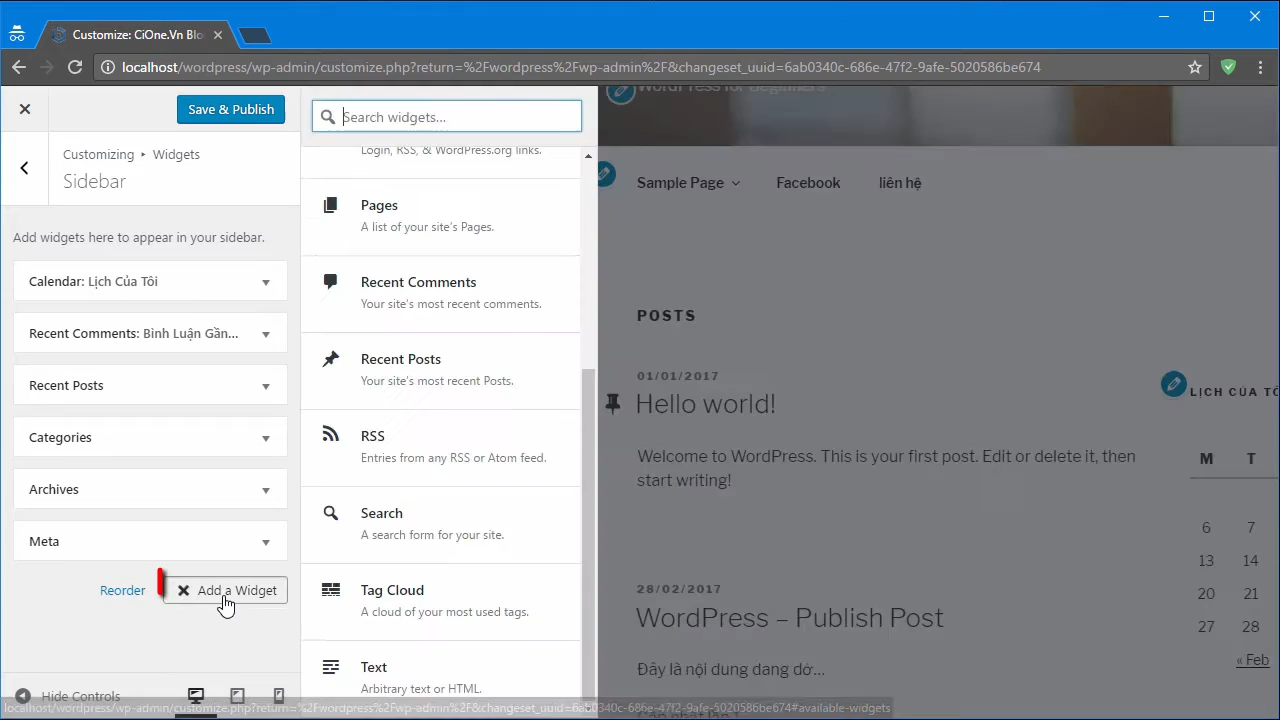 Customize: CiOne.Vn Blo
localhost/wordpress/wp-admin/customize.php?return=%2Fwordpress%2Fwp-admin%2F&changeset_uuid=6ab0340c-686e-47f2-9afe-5020586be674
Save & Publish
Customizing ▸ Widgets
Sidebar
Add widgets here to appear in your sidebar.
Calendar: Lịch Của Tôi
Recent Comments: Bình Luận Gần...
Recent Posts
Categories
Archives
Meta
Reorder
Add a Widget
Hide Controls
Search widgets...
Login, RSS, & WordPress.org links.
Pages
A list of your site's Pages.
Recent Comments
Your site's most recent comments.
Recent Posts
Your site's most recent Posts.
RSS
Entries from any RSS or Atom feed.
Search
A search form for your site.
Tag Cloud
A cloud of your most used tags.
Text
Arbitrary text or HTML.
WordPress for Beginners
Sample Page
Facebook
liên hệ
POSTS
01/01/2017
Hello world!
Welcome to WordPress. This is your first post. Edit or delete it, then
start writing!
28/02/2017
WordPress – Publish Post
Đây là nội dung dang dở...
LỊCH CỦA TÔ
M T
6 7
13 14
20 21
27 28
« Feb
localhost/wordpress/wp-admin/customize.php?return=%2Fwordpress%2Fwp-admin%2F&changeset_uuid=6ab0340c-686e-47f2-9afe-5020586be674#available-widgets